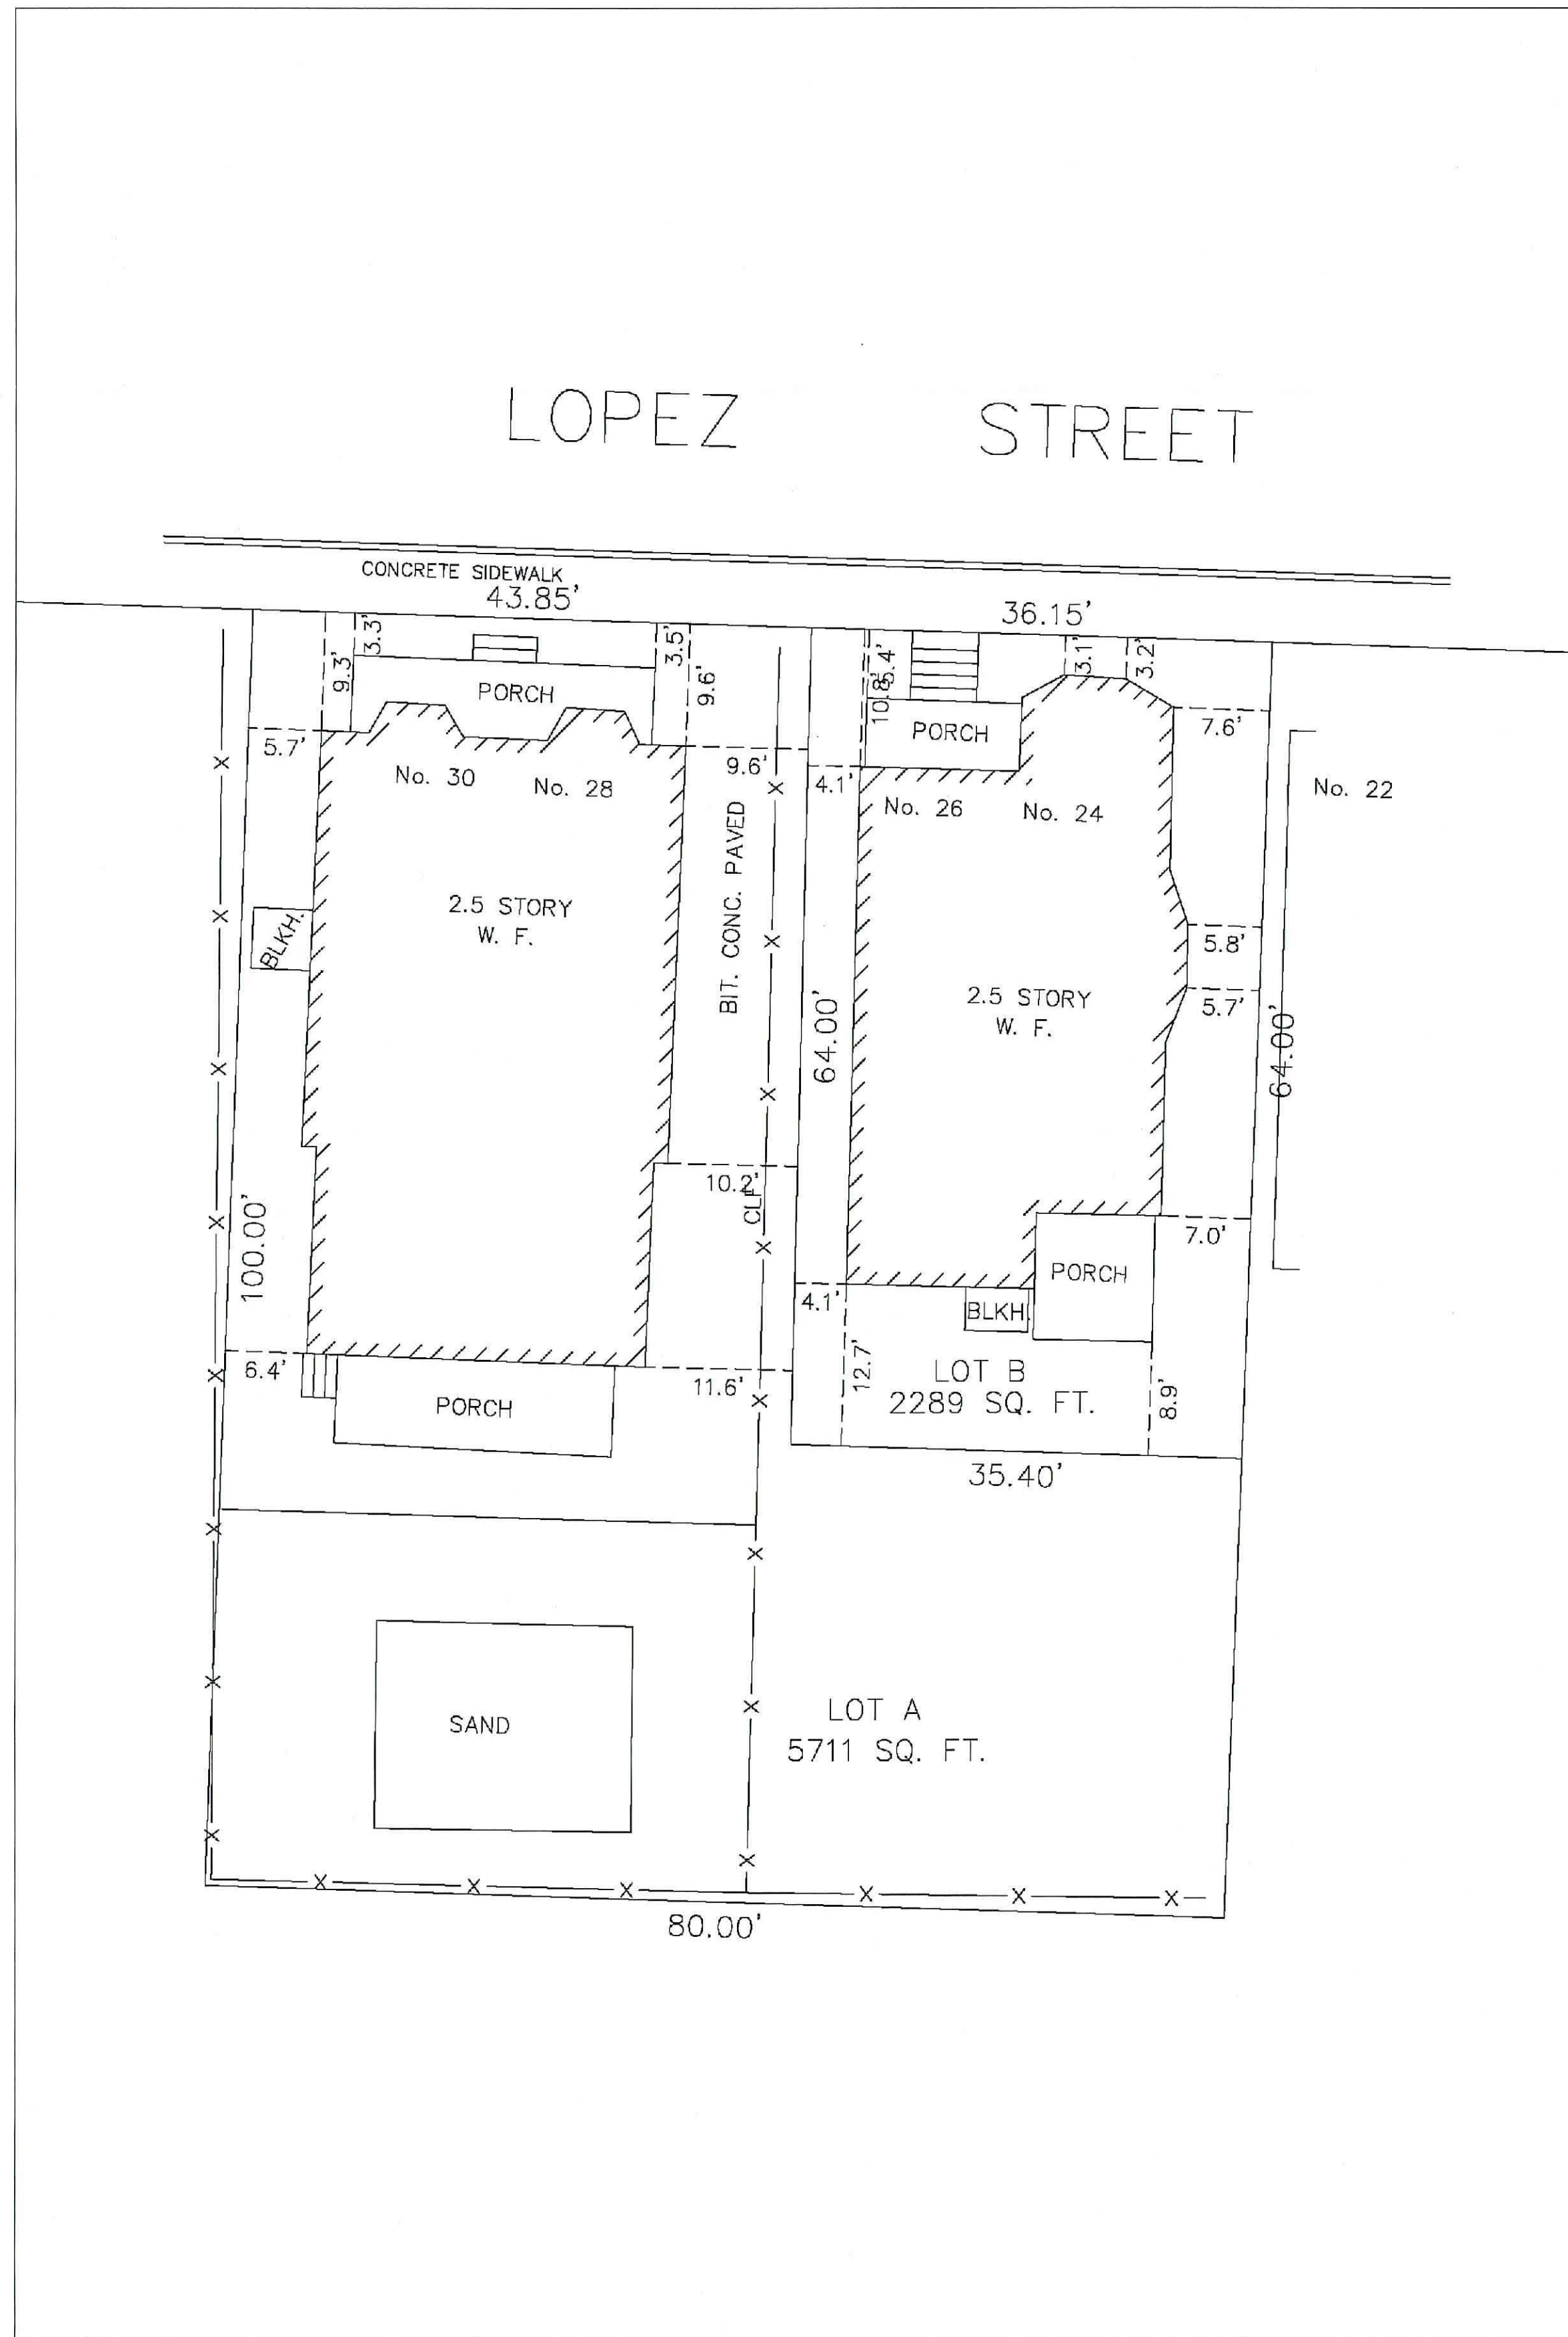 LOPEZ STREET
CONCRETE SIDEWALK
43.85'
36.15'
3.3'
9.3'
3.5'
9.6'
10.8'
5.4'
3.1'
3.2'
PORCH
PORCH
5.7'
9.6'
4.1'
7.6'
No. 30
No. 28
No. 26
No. 24
No. 22
BIT. CONC. PAVED
2.5 STORY
W. F.
BLKH.
5.8'
2.5 STORY
W. F.
5.7'
64.00'
64.00'
10.2'
CLF
100.00'
7.0'
PORCH
4.1'
BLKH.
6.4'
11.6'
12.7'
8.9'
LOT B
2289 SQ. FT.
PORCH
35.40'
SAND
LOT A
5711 SQ. FT.
80.00'